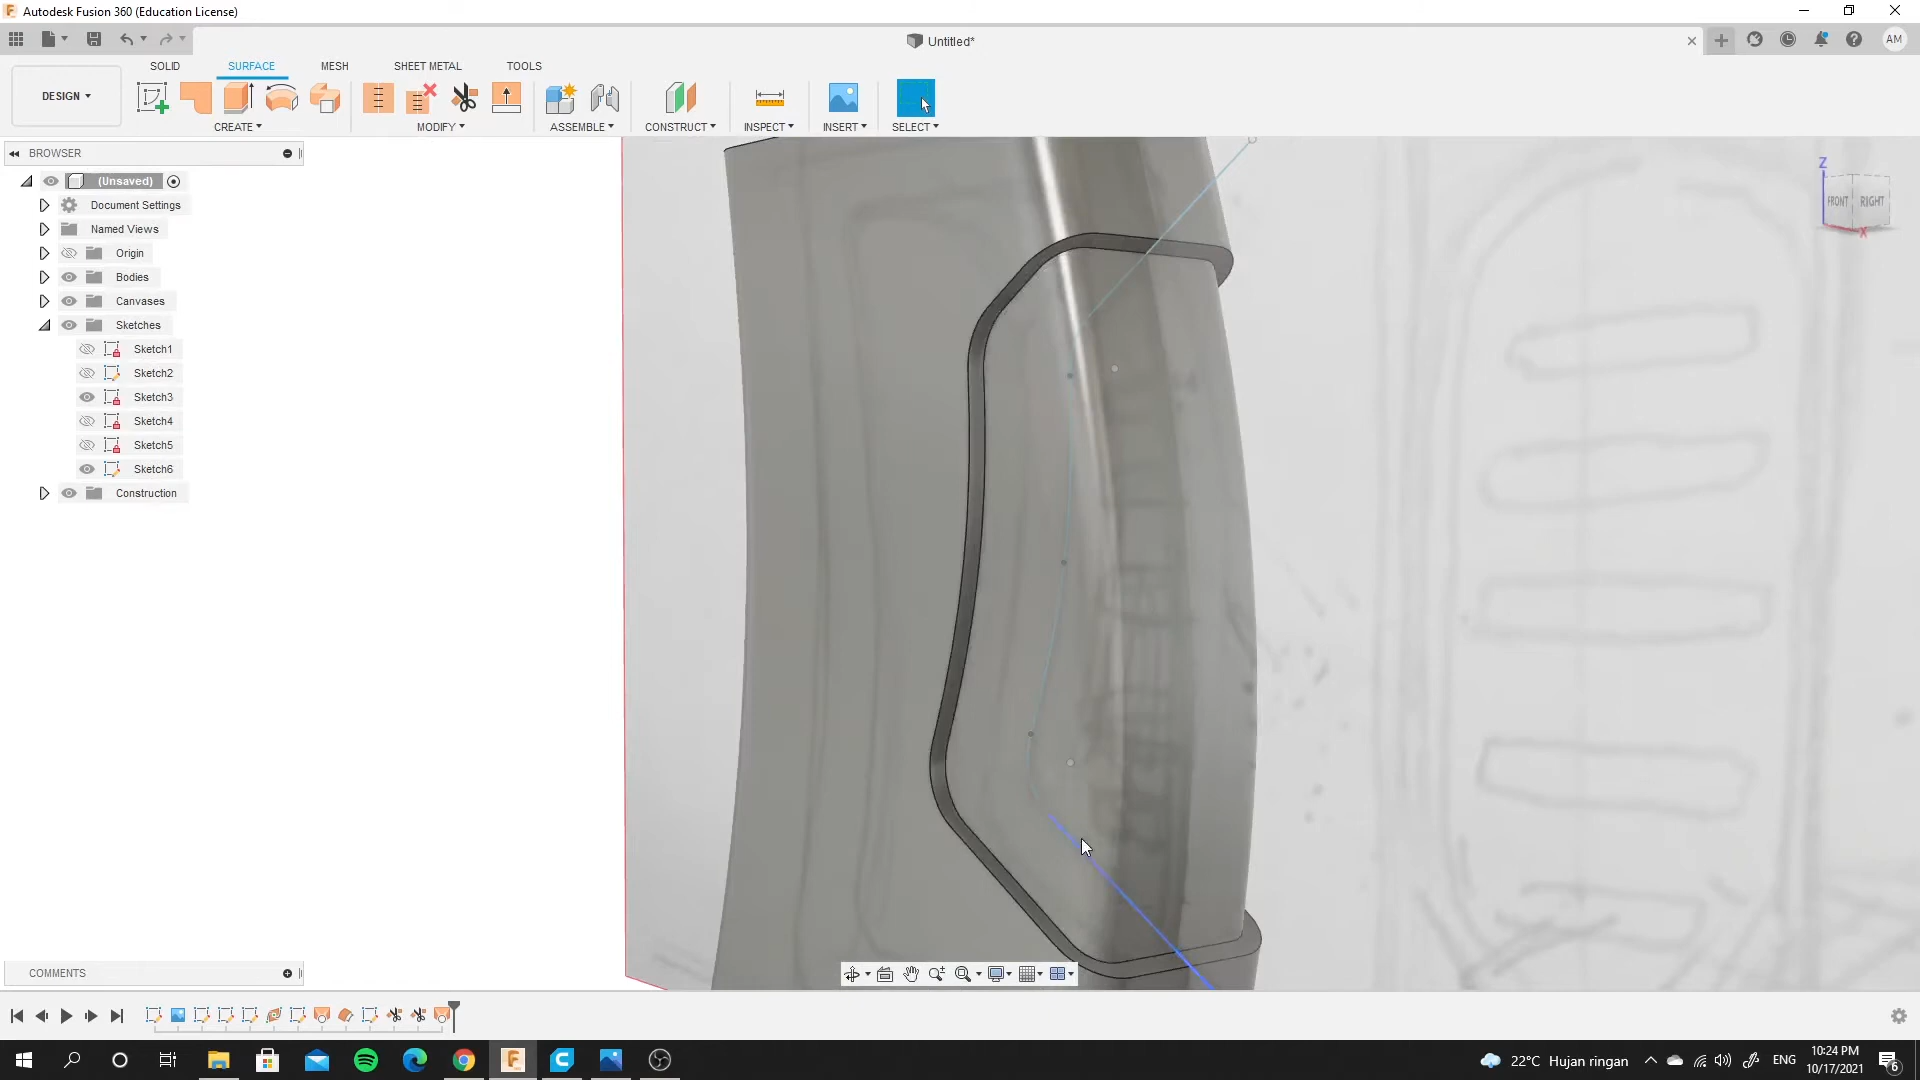 Autodesk Fusion 360 (Education License)
Untitled*
AM
DESIGN
SOLID
SURFACE
MESH
SHEET METAL
TOOLS
CREATE
MODIFY
ASSEMBLE
CONSTRUCT
INSPECT
INSERT
SELECT
BROWSER
(Unsaved)
Document Settings
Named Views
Origin
Bodies
Canvases
Sketches
Sketch1
Sketch2
Sketch3
Sketch4
Sketch5
Sketch6
Construction
Z
FRONT
RIGHT
X
COMMENTS
22°C Hujan ringan
ENG
10:24 PM
10/17/2021
6